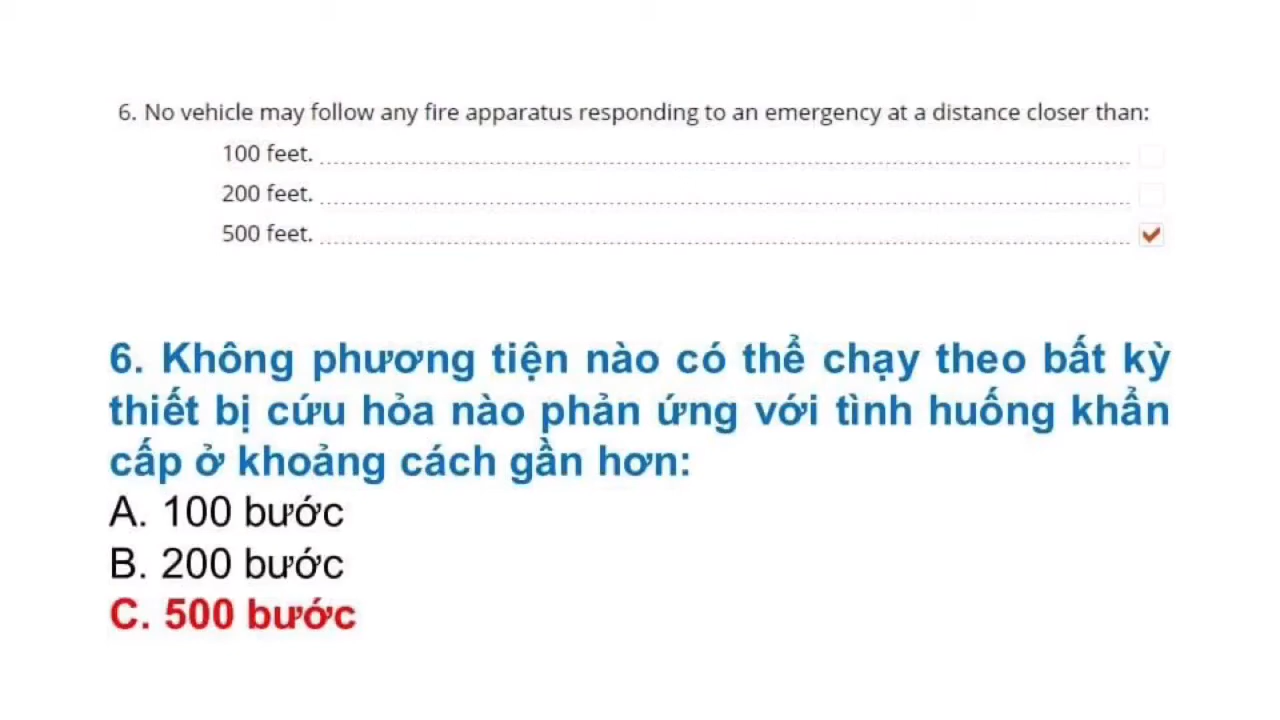 6. No vehicle may follow any fire apparatus responding to an emergency at a distance closer than:
100 feet.
200 feet.
500 feet.
6. Không phương tiện nào có thể chạy theo bất kỳ
thiết bị cứu hỏa nào phản ứng với tình huống khẩn
cấp ở khoảng cách gần hơn:
A. 100 bước
B. 200 bước
C. 500 bước